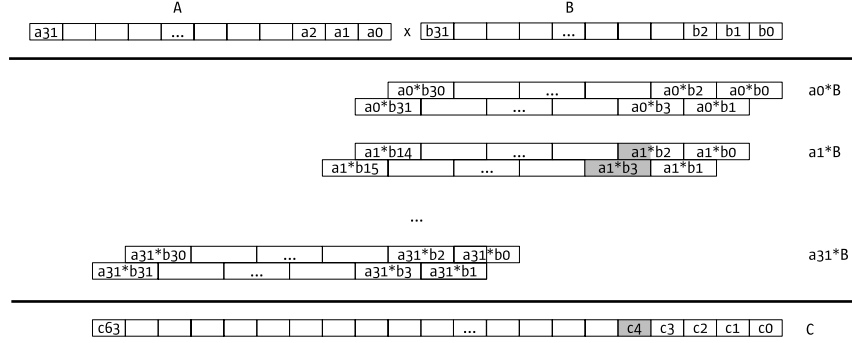 A B
a31 ... a2 a1 a0 x b31 ... b2 b1 b0
a0*b30 ... a0*b2 a0*b0 a0*B
a0*b31 ... a0*b3 a0*b1
a1*b14 ... a1*b2 a1*b0 a1*B
a1*b15 ... a1*b3 a1*b1
...
a31*b30 ... a31*b2 a31*b0 a31*B
a31*b31 ... a31*b3 a31*b1
c63 ... c4 c3 c2 c1 c0 C